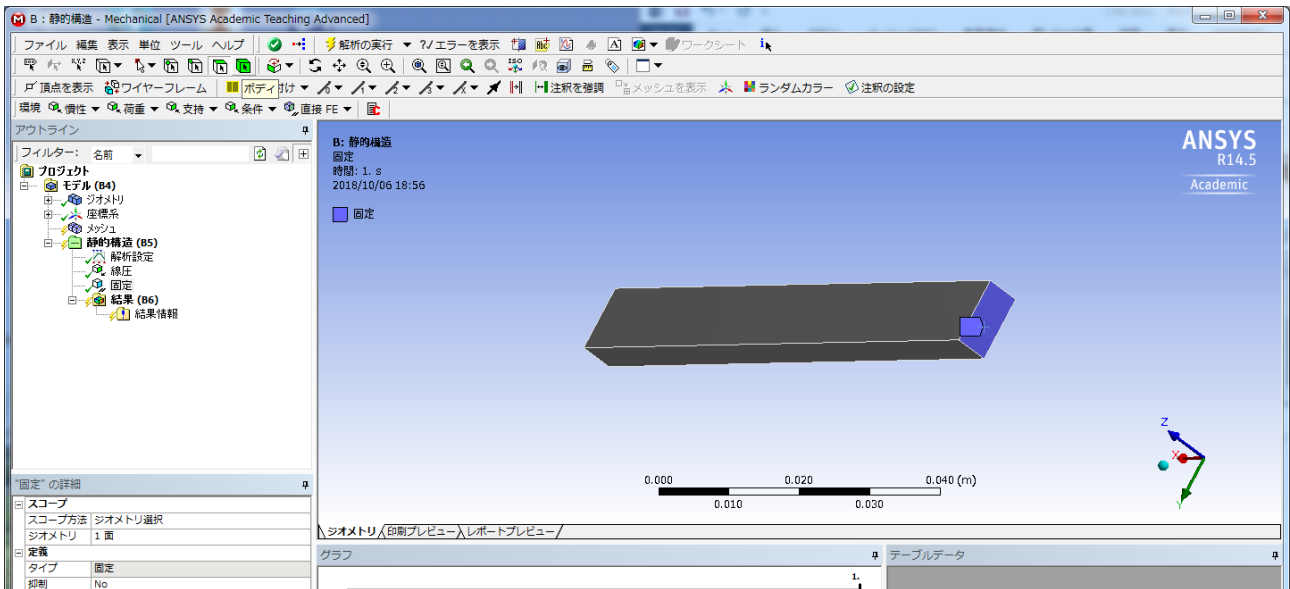 B : 静的構造 - Mechanical [ANSYS Academic Teaching Advanced]
ファイル 編集 表示 単位 ツール ヘルプ 解析の実行 ?/エラーを表示 ワークシート
頂点を表示 ワイヤーフレーム ボディ 付け 注釈を強調 メッシュを表示 ランダムカラー 注釈の設定
環境 慣性 荷重 支持 条件 直接 FE
アウトライン
フィルター: 名前
プロジェクト
モデル (B4)
ジオメトリ
座標系
メッシュ
静的構造 (B5)
解析設定
線圧
固定
結果 (B6)
結果情報
B: 静的構造
固定
時間: 1. s
2018/10/06 18:56
固定
ANSYS
R14.5
Academic
Z
X
Y
0.000 0.020 0.040 (m)
0.010 0.030
ジオメトリ 印刷プレビュー レポートプレビュー
"固定" の詳細
スコープ
スコープ方法 ジオメトリ選択
ジオメトリ 1 面
定義
タイプ 固定
抑制 No
グラフ
1.
テーブルデータ